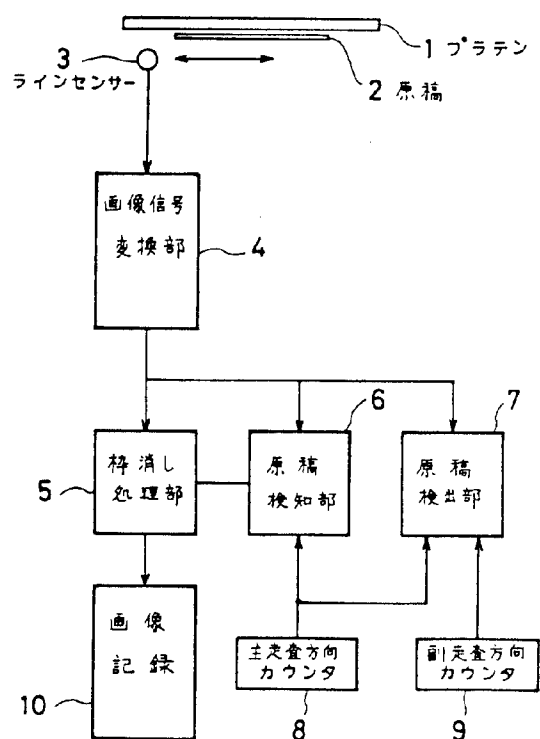 1 プラテン
3
ラインセンサー
2 原稿
画像信号
変換部
4
6
7
枠消し
処理部
5
原稿
検知部
原稿
検出部
画像
記録
10
主走査方向
カウンタ
8
副走査方向
カウンタ
9